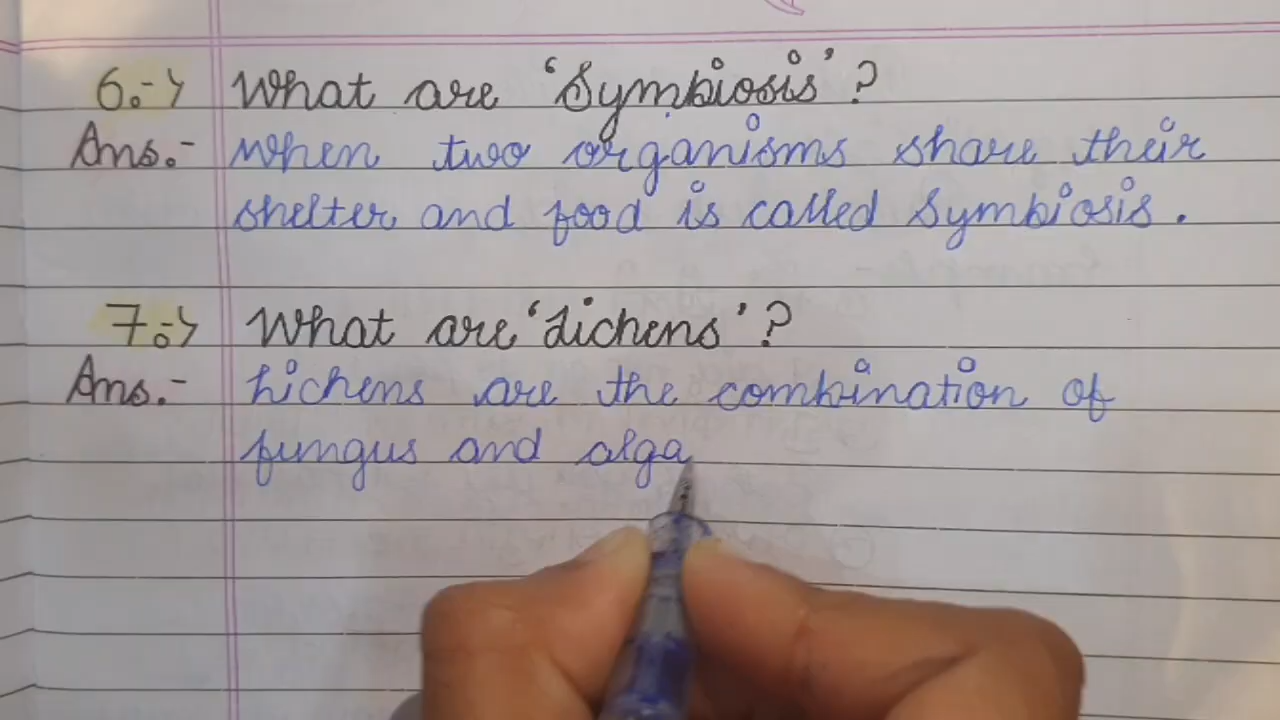 6.-> What are 'Symbiosis'?
Ans.- When two organisms share their
shelter and food is called Symbiosis.
7.-> What are 'Lichens'?
Ans.- Lichens are the combination of
fungus and alga